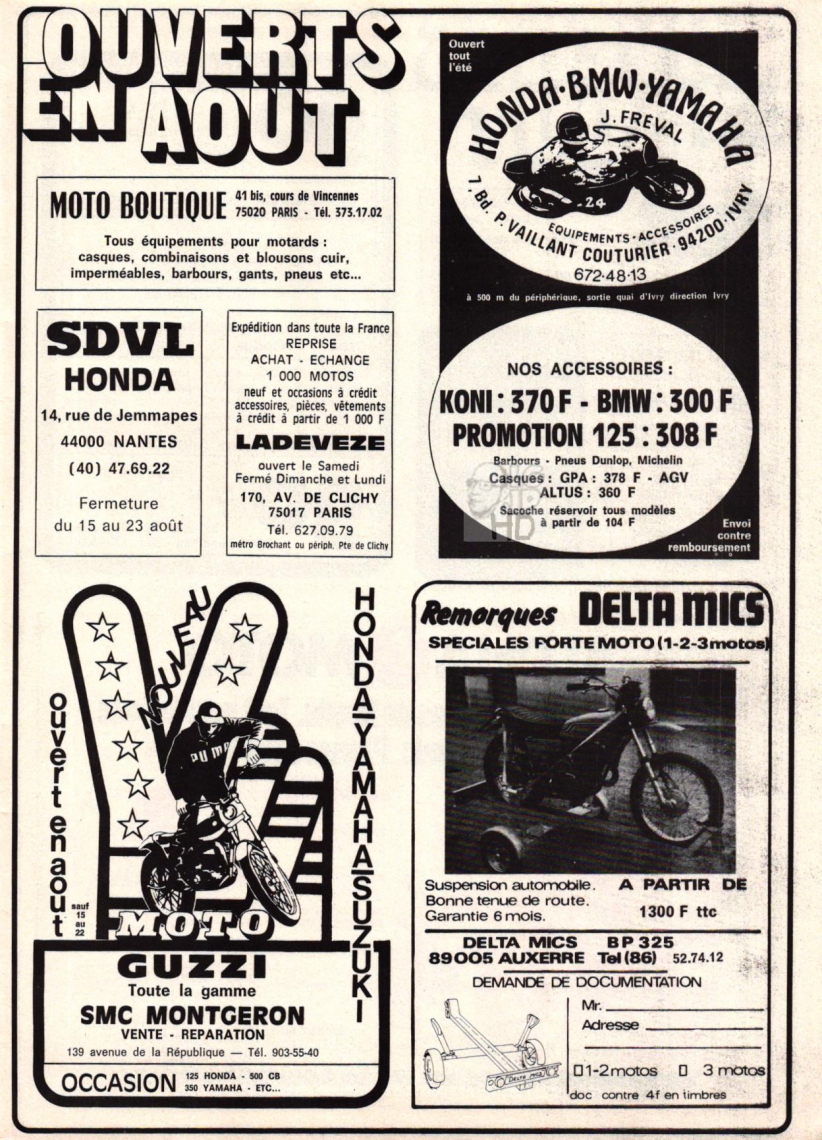 OUVERTS
EN AOUT
MOTO BOUTIQUE 41 bis, cours de Vincennes
75020 PARIS - Tél. 373.17.02
Tous équipements pour motards :
casques, combinaisons et blousons cuir,
imperméables, barbours, gants, pneus etc...
SDVL
HONDA
14, rue de Jemmapes
44000 NANTES
(40) 47.69.22
Fermeture
du 15 au 23 août
Expédition dans toute la France
REPRISE
ACHAT - ECHANGE
1 000 MOTOS
neuf et occasions à crédit
accessoires, pièces, vêtements
à crédit à partir de 1 000 F
LADEVEZE
ouvert le Samedi
Fermé Dimanche et Lundi
170, AV. DE CLICHY
75017 PARIS
Tél. 627.09.79
métro Brochant ou périph. Pte de Clichy
Ouvert
tout
l'été
HONDA·BMW·YAMAHA
J. FREVAL
24
7, Bd. P. VAILLANT COUTURIER·94200·IVRY
EQUIPEMENTS·ACCESSOIRES
672·48·13
à 500 m du périphérique, sortie quai d'Ivry direction Ivry
NOS ACCESSOIRES :
KONI : 370 F - BMW : 300 F
PROMOTION 125 : 308 F
Barbours - Pneus Dunlop, Michelin
Casques : GPA : 378 F - AGV
ALTUS : 360 F
Sacoche réservoir tous modèles
à partir de 104 F
Envoi
contre
remboursement
NOUVEAU
ouvert en aout
sauf
15
au
22
PUMA
HONDA-YAMAHA-SUZUKI
MOTO
GUZZI
Toute la gamme
SMC MONTGERON
VENTE - REPARATION
139 avenue de la République — Tél. 903-55-40
OCCASION 125 HONDA - 500 CB
350 YAMAHA - ETC...
Remorques DELTA MICS
SPECIALES PORTE MOTO (1-2-3 motos)
Suspension automobile.
Bonne tenue de route.
Garantie 6 mois.
A PARTIR DE
1300 F ttc
DELTA MICS BP 325
89005 AUXERRE Tel (86) 52.74.12
DEMANDE DE DOCUMENTATION
Delta mics
Mr.
Adresse
1-2 motos 3 motos
doc contre 4f en timbres